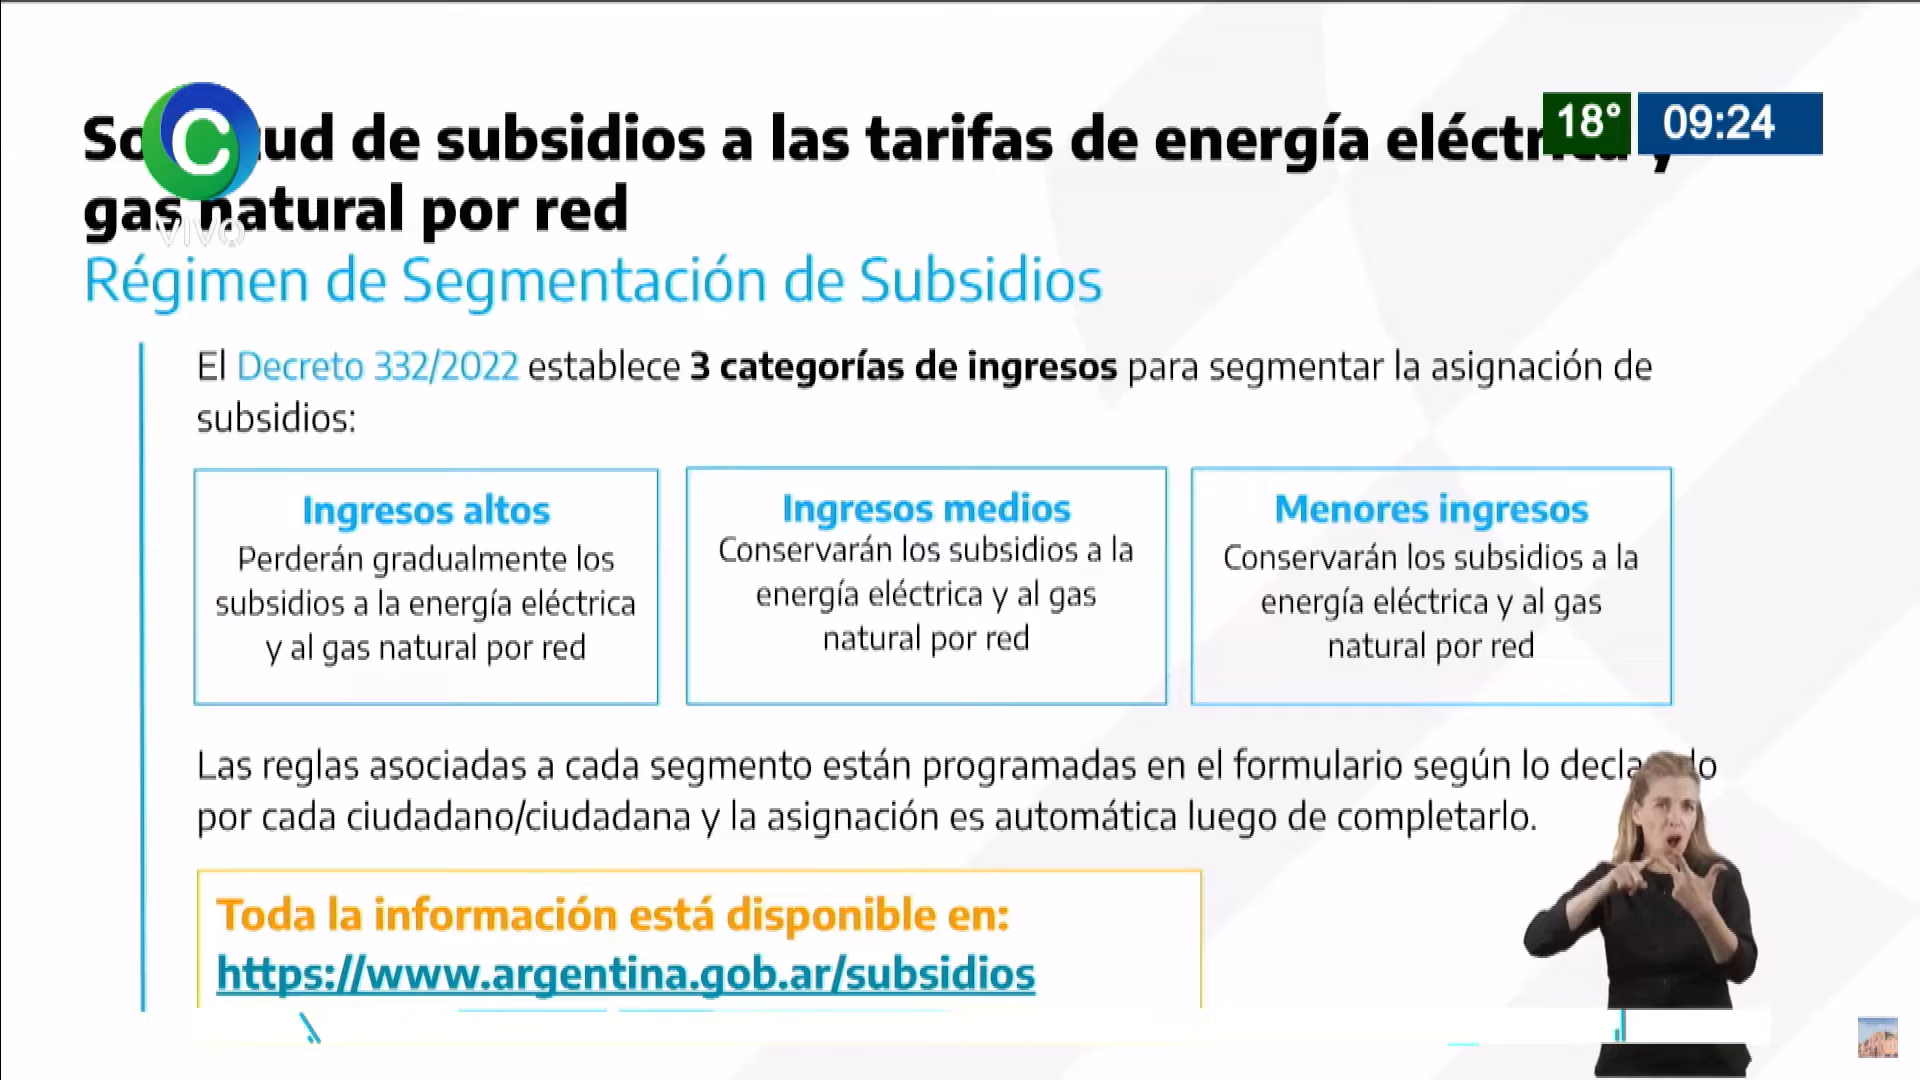 18° 09:24
So tud de subsidios a las tarifas de energía eléctrica y
gas natural por red
VIVO
Régimen de Segmentación de Subsidios
El Decreto 332/2022 establece 3 categorías de ingresos para segmentar la asignación de
subsidios:
Ingresos altos
Perderán gradualmente los
subsidios a la energía eléctrica
y al gas natural por red
Ingresos medios
Conservarán los subsidios a la
energía eléctrica y al gas
natural por red
Menores ingresos
Conservarán los subsidios a la
energía eléctrica y al gas
natural por red
Las reglas asociadas a cada segmento están programadas en el formulario según lo declarado
por cada ciudadano/ciudadana y la asignación es automática luego de completarlo.
Toda la información está disponible en:
https://www.argentina.gob.ar/subsidios